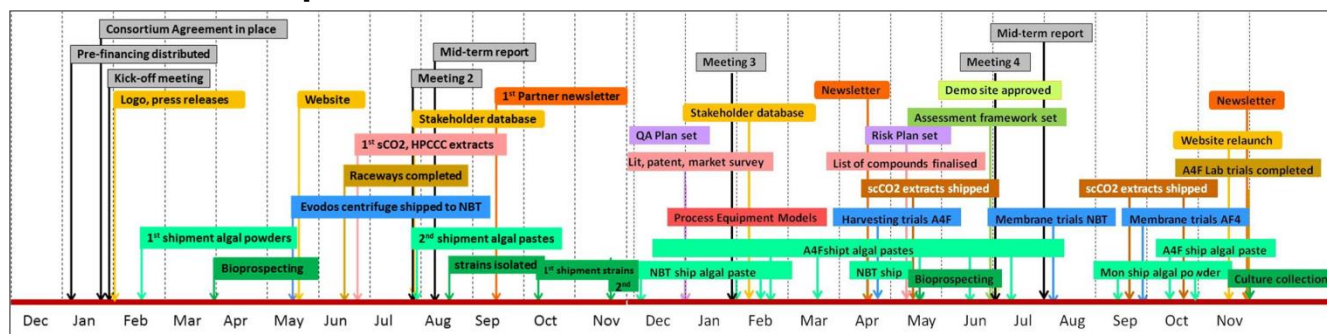 Consortium Agreement in place
Mid-term report
Pre-financing distributed
Mid-term report
Meeting 3
Meeting 4
Kick-off meeting
Meeting 2
Logo, press releases
Website
1st Partner newsletter
Newsletter
Demo site approved
Newsletter
Stakeholder database
Stakeholder database
Assessment framework set
QA Plan set
Risk Plan set
Website relaunch
1st sCO2, HPCCC extracts
Lit, patent, market survey
List of compounds finalised
A4F Lab trials completed
Raceways completed
scCO2 extracts shipped
scCO2 extracts shipped
Evodos centrifuge shipped to NBT
Process Equipment Models
Harvesting trials A4F
Membrane trials NBT
Membrane trials AF4
1st shipment algal powders
2nd shipment algal pastes
A4Fshipt algal pastes
A4F ship algal paste
Bioprospecting
strains isolated
1st shipment strains
2nd
NBT ship algal paste
NBT ship
Bioprospecting
Mon ship algal powder
Culture collection
Dec Jan Feb Mar Apr May Jun Jul Aug Sep Oct Nov Dec Jan Feb Mar Apr Jun Jul Aug Sep Oct Nov